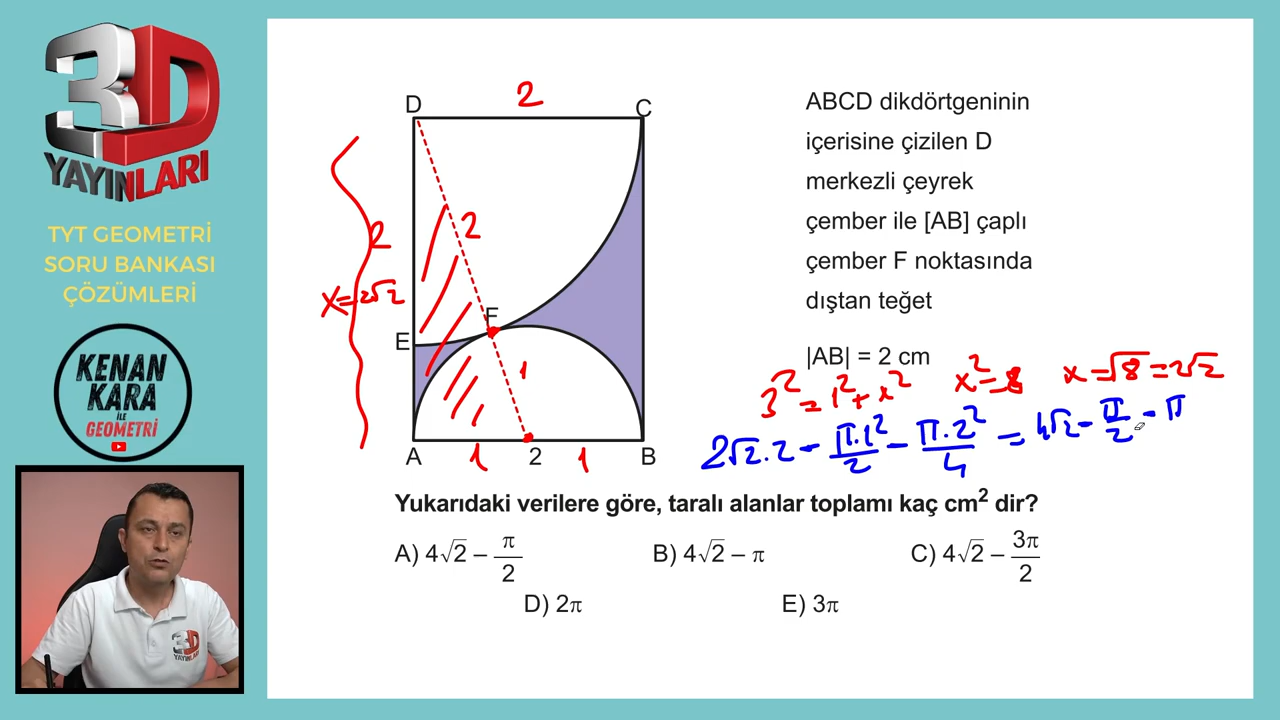 3D
YAYINLARI
TYT GEOMETRİ
SORU BANKASI
ÇÖZÜMLERİ
KENAN
KARA
İLE
GEOMETRİ
3D
YAYINLARI
2
D
C
2
2
x=2√2
F
E
1
A
1
2
1
B
ABCD dikdörtgeninin
içerisine çizilen D
merkezli çeyrek
çember ile [AB] çaplı
çember F noktasında
dıştan teğet
|AB| = 2 cm
3² = 1² + x² x² = 8 x = √8 = 2√2
2√2 . 2 - π.1²/2 - π.2²/4 = 4√2 - π/2 - π
Yukarıdaki verilere göre, taralı alanlar toplamı kaç cm² dir?
A) 4√2 – π/2 B) 4√2 – π C) 4√2 – 3π/2
D) 2π E) 3π